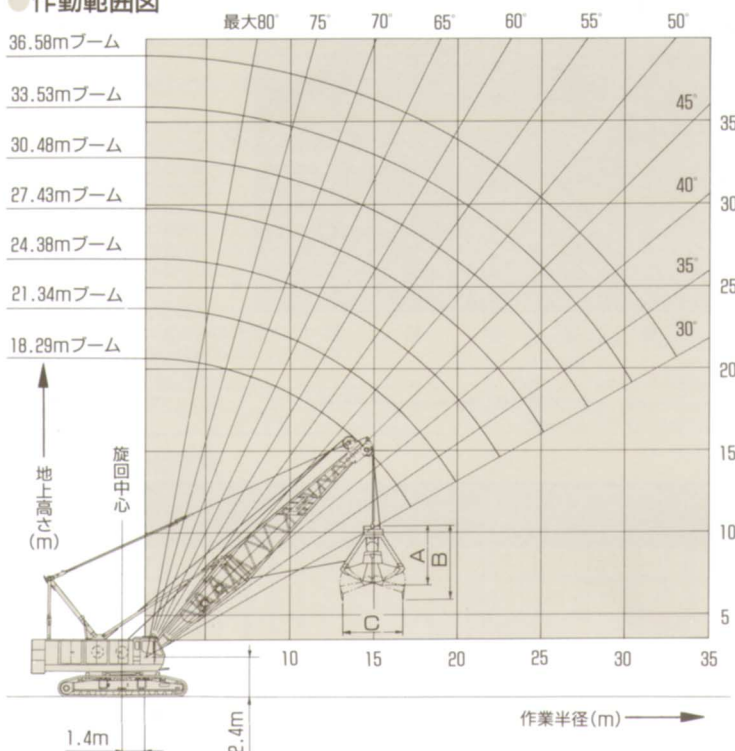 ●作動範囲図
最大80° 75° 70° 65° 60° 55° 50°
36.58mブーム
33.53mブーム
30.48mブーム
27.43mブーム
24.38mブーム
21.34mブーム
18.29mブーム
45°
40°
35°
30°
35
30
25
20
15
10
5
地上高さ(m)
旋回中心
A
B
C
10 15 20 25 30 35
作業半径(m)
1.4m
2.4m